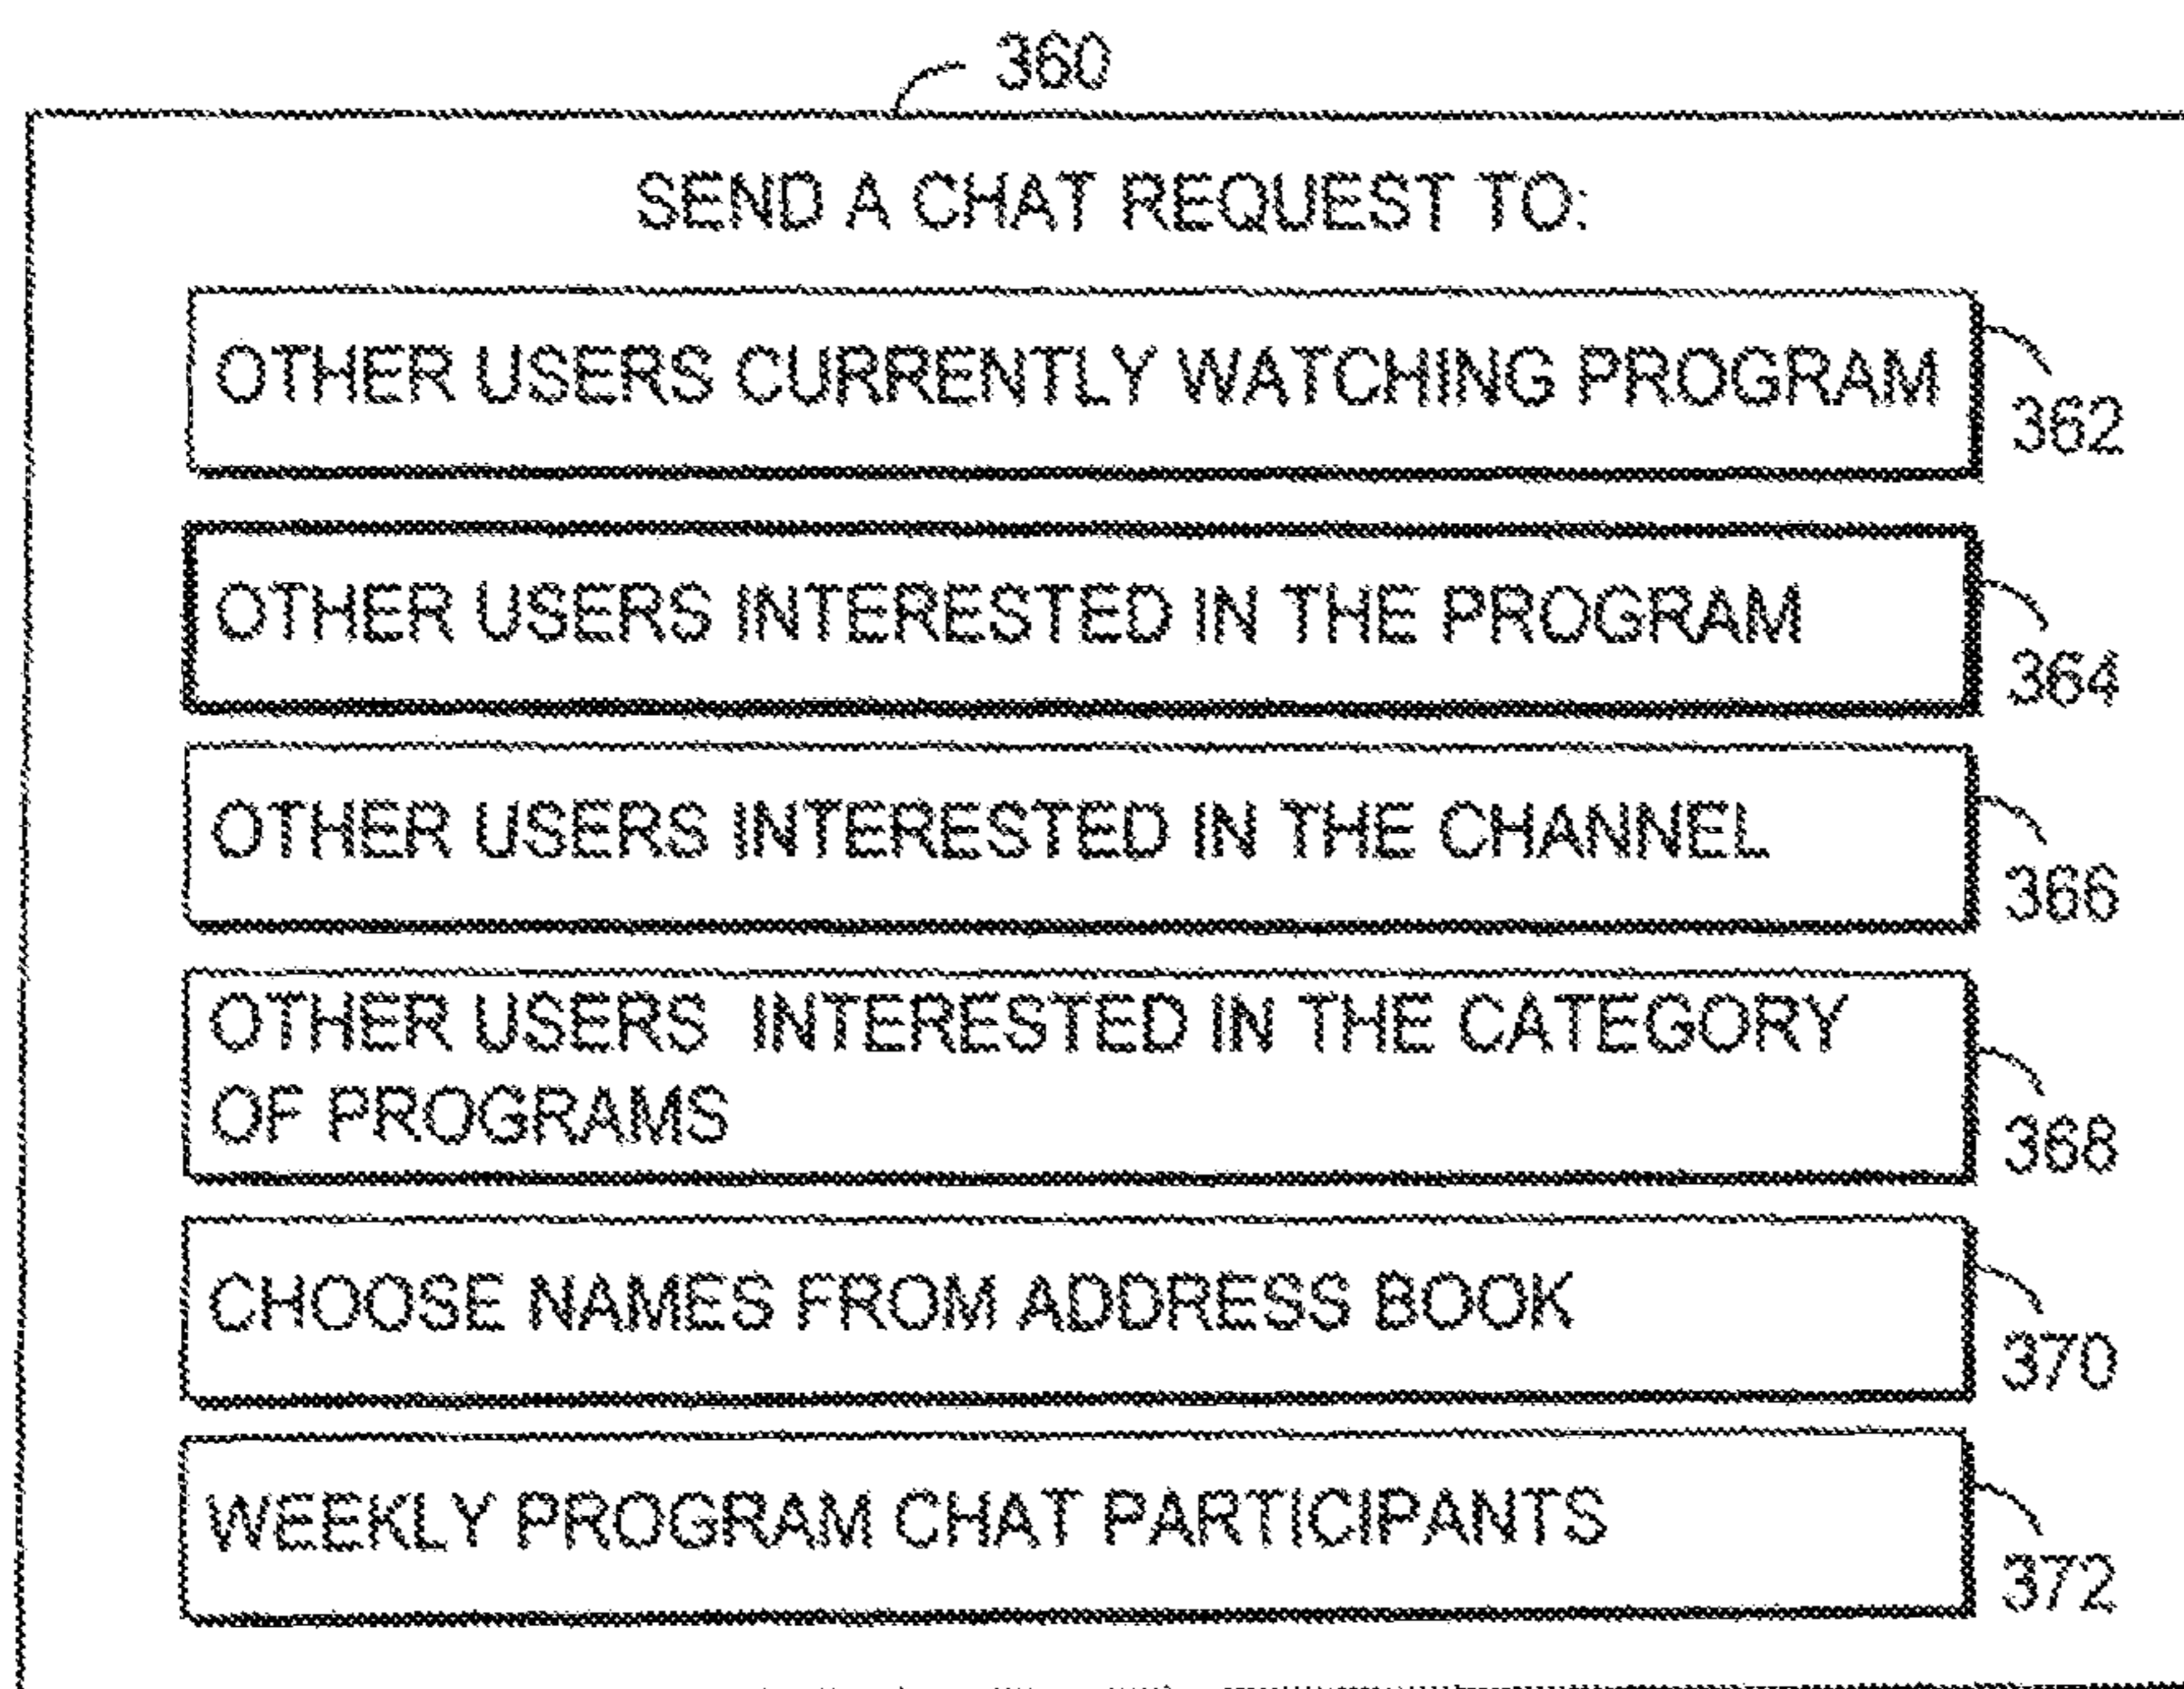 360
SEND A CHAT REQUEST TO:
OTHER USERS CURRENTLY WATCHING PROGRAM
362
OTHER USERS INTERESTED IN THE PROGRAM
364
OTHER USERS INTERESTED IN THE CHANNEL
366
OTHER USERS INTERESTED IN THE CATEGORY
OF PROGRAMS
368
CHOOSE NAMES FROM ADDRESS BOOK
370
WEEKLY PROGRAM CHAT PARTICIPANTS
372